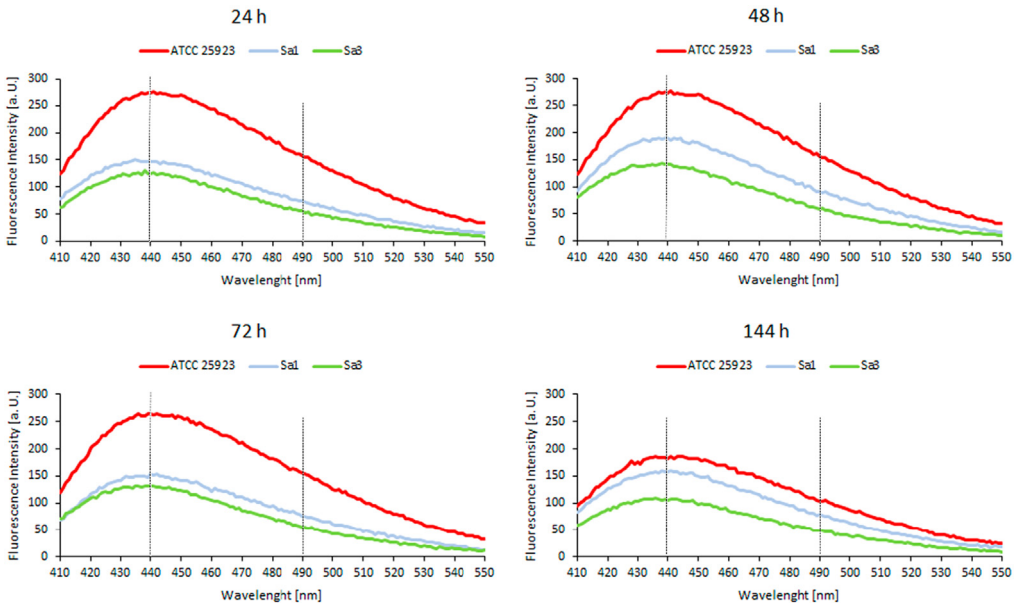 24 h
ATCC 25923 Sa1 Sa3
Fluorescence Intensity [a. U.]
300
250
200
150
100
50
0
410 420 430 440 450 460 470 480 490 500 510 520 530 540 550
Wavelenght [nm]
48 h
ATCC 25923 Sa1 Sa3
Fluorescence Intensity [a. U.]
300
250
200
150
100
50
0
410 420 430 440 450 460 470 480 490 500 510 520 530 540 550
Wavelenght [nm]
72 h
ATCC 25923 Sa1 Sa3
Fluorescence Intensity [a. U.]
300
250
200
150
100
50
0
410 420 430 440 450 460 470 480 490 500 510 520 530 540 550
Wavelenght [nm]
144 h
ATCC 25923 Sa1 Sa3
Fluorescence Intensity [a. U.]
300
250
200
150
100
50
0
410 420 430 440 450 460 470 480 490 500 510 520 530 540 550
Wavelenght [nm]